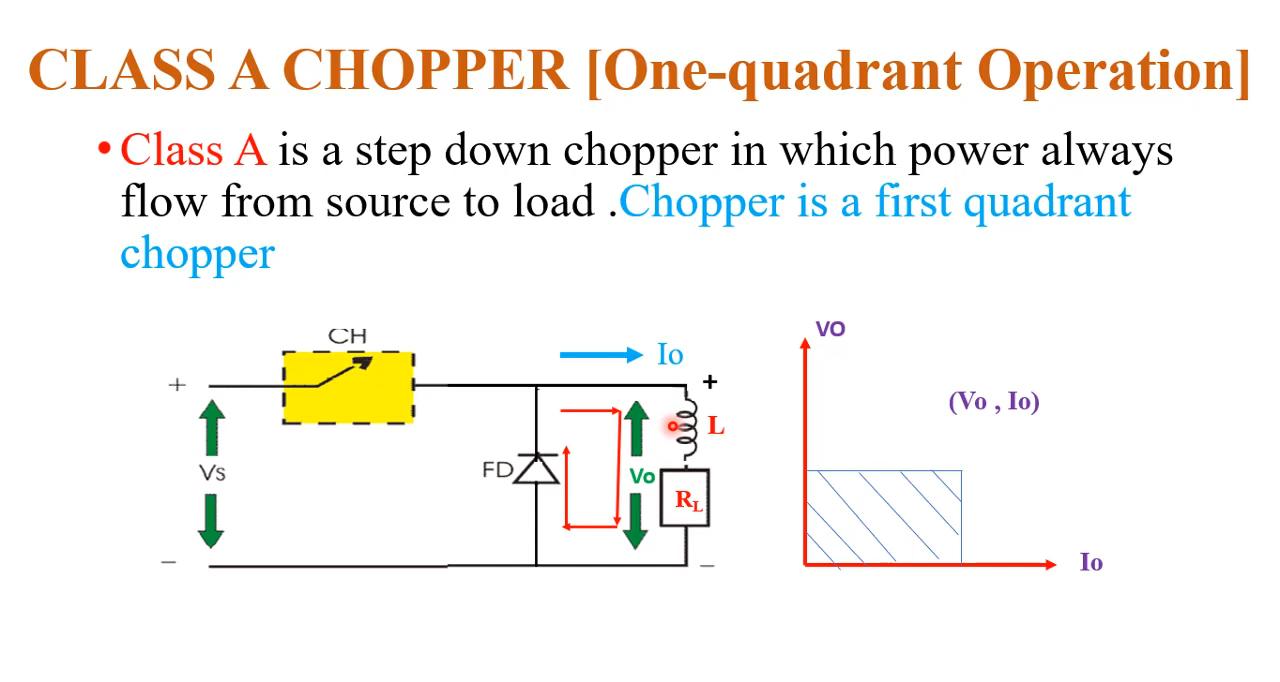 CLASS A CHOPPER [One-quadrant Operation]
•Class A is a step down chopper in which power always
flow from source to load .Chopper is a first quadrant
chopper
CH
Io
+
+
L
Vs
FD
Vo
RL
–
–
VO
(Vo , Io)
Io